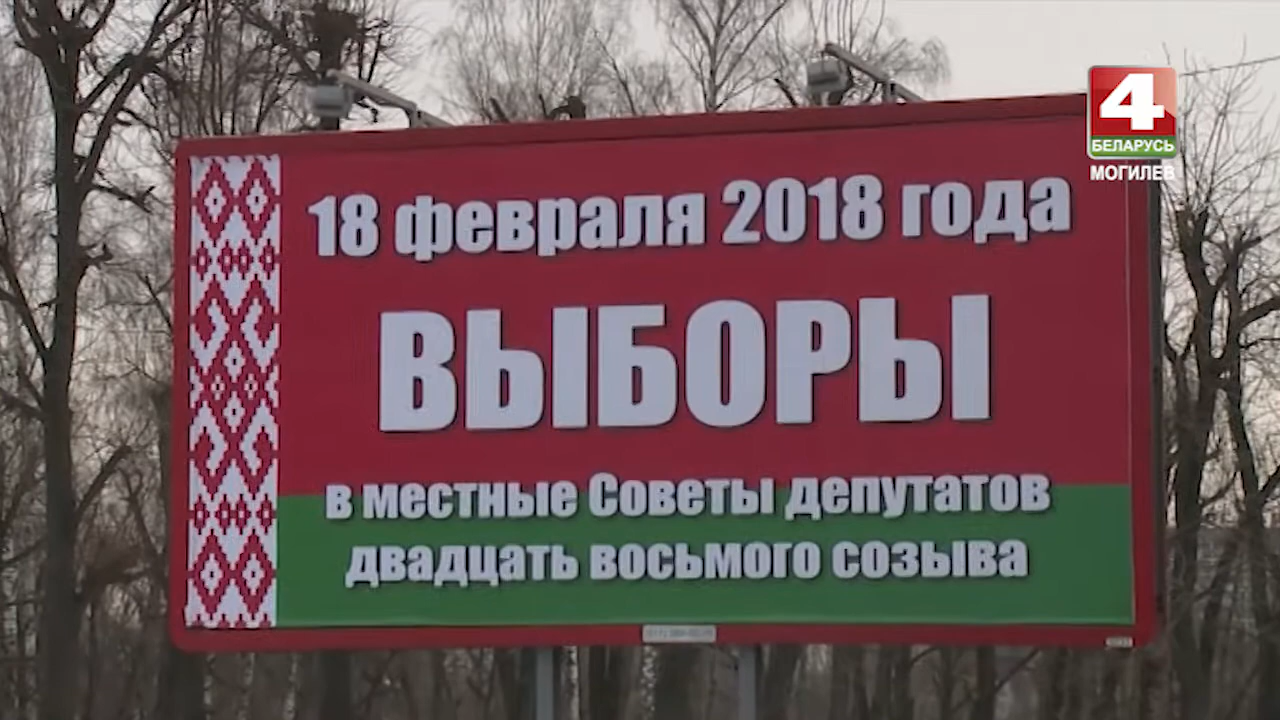 4
БЕЛАРУСЬ
МОГИЛЕВ
18 февраля 2018 года
ВЫБОРЫ
в местные Советы депутатов
двадцать восьмого созыва